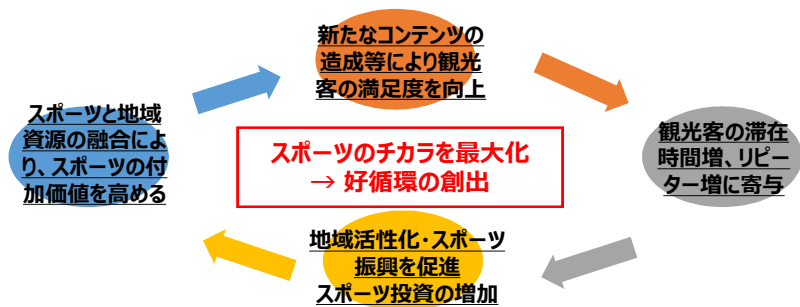 新たなコンテンツの
造成等により観光
客の満足度を向上
スポーツと地域
資源の融合によ
り、スポーツの付
加価値を高める
スポーツのチカラを最大化
→ 好循環の創出
観光客の滞在
時間増、リピー
ター増に寄与
地域活性化・スポーツ
振興を促進
スポーツ投資の増加